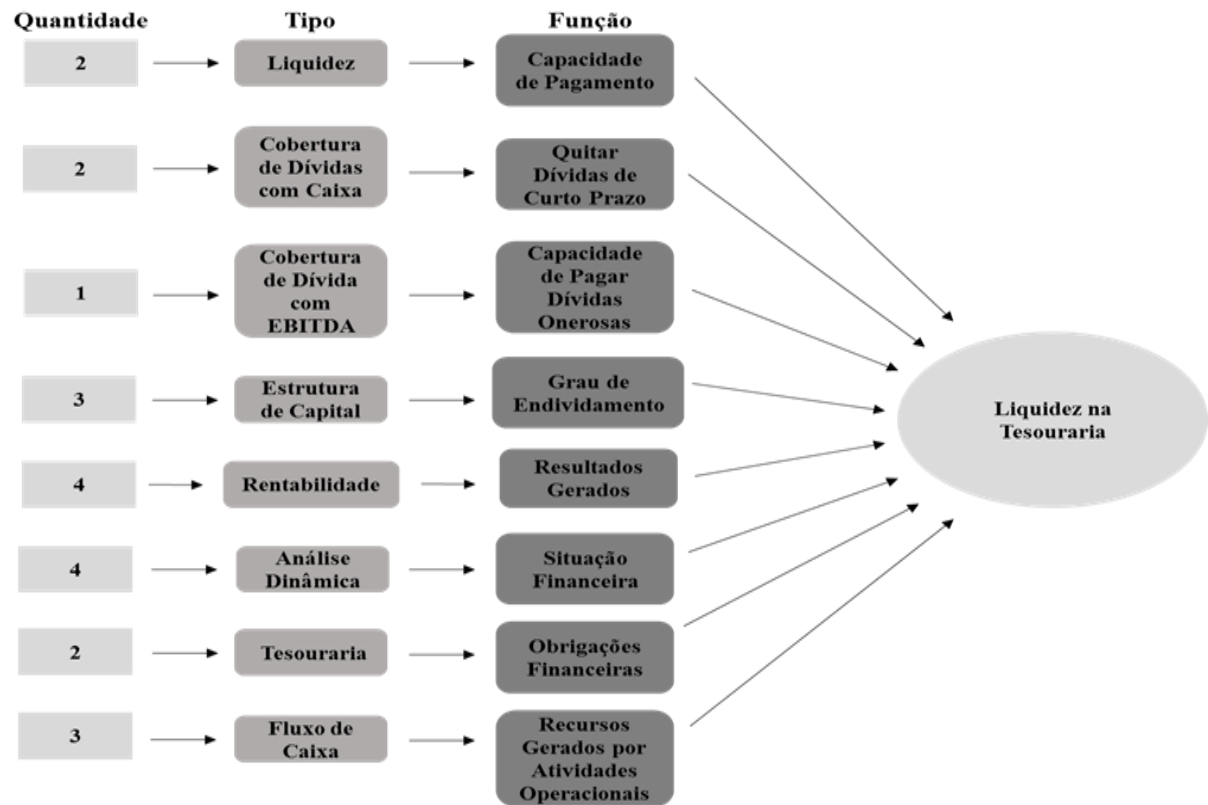 Quantidade Tipo Função
2 Liquidez Capacidade
de Pagamento
2 Cobertura
de Dívidas
com Caixa
Quitar
Dívidas de
Curto Prazo
1 Cobertura
de Dívida
com
EBITDA
Capacidade
de Pagar
Dívidas
Onerosas
3 Estrutura
de Capital
Grau de
Endividamento
4 Rentabilidade
Resultados
Gerados
4 Análise
Dinâmica
Situação
Financeira
2 Tesouraria
Obrigações
Financeiras
3 Fluxo de
Caixa
Recursos
Gerados por
Atividades
Operacionais
Liquidez na
Tesouraria